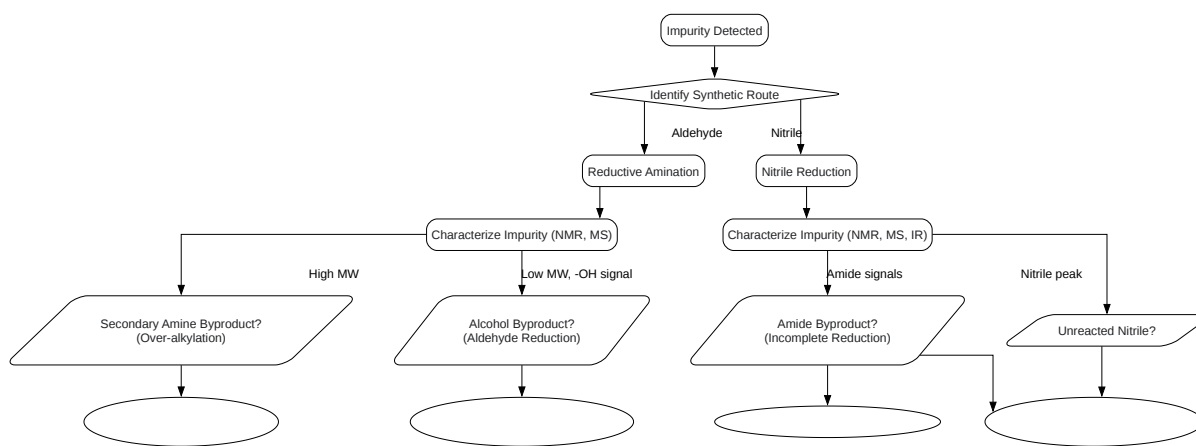 Impurity Detected
Identify Synthetic Route
Aldehyde
Nitrile
Reductive Amination
Nitrile Reduction
Characterize Impurity (NMR, MS)
Characterize Impurity (NMR, MS, IR)
High MW
Low MW, -OH signal
Amide signals
Nitrile peak
Secondary Amine Byproduct?
(Over-alkylation)
Alcohol Byproduct?
(Aldehyde Reduction)
Amide Byproduct?
(Incomplete Reduction)
Unreacted Nitrile?